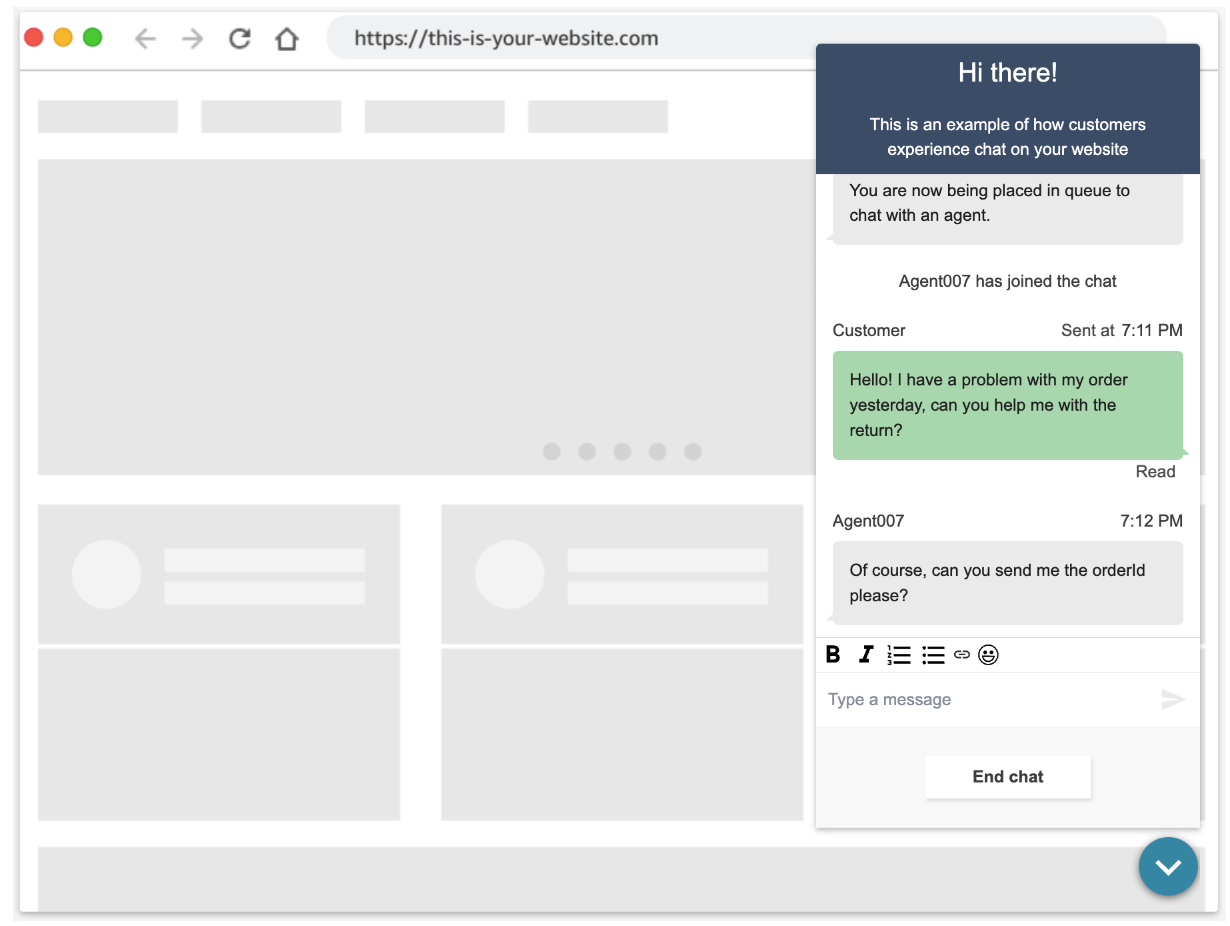 https://this-is-your-website.com
Hi there!
This is an example of how customers
experience chat on your website
You are now being placed in queue to
chat with an agent.
Agent007 has joined the chat
Customer Sent at 7:11 PM
Hello! I have a problem with my order
yesterday, can you help me with the
return?
Read
Agent007 7:12 PM
Of course, can you send me the orderId
please?
B I
Type a message
End chat